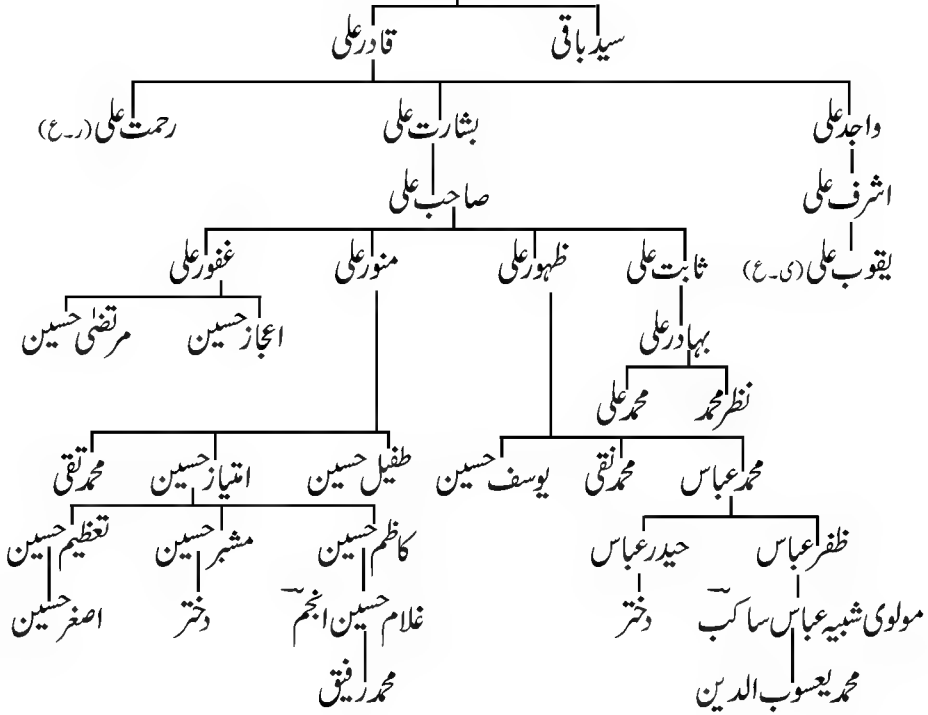 سید باقی قادر علی
واجد علی بشارت علی رحمت علی (ر۔ع)
اشرف علی صاحب علی
یقوب علی (ی۔ع) ثابت علی ظہور علی منور علی غفور علی
بہادر علی اعجاز حسین مرتضٰی حسین
نظر محمد محمد علی
محمد عباس محمد نقی یوسف حسین طفیل حسین امتیاز حسین محمد تقی
ظفر عباس حیدر عباس کاظم حسین مشبر حسین تعظیم حسین
مولوی شبیہ عباس ساکب دختر غلام حسین انجم دختر اصغر حسین
محمد یعسوب الدین محمد رفیق